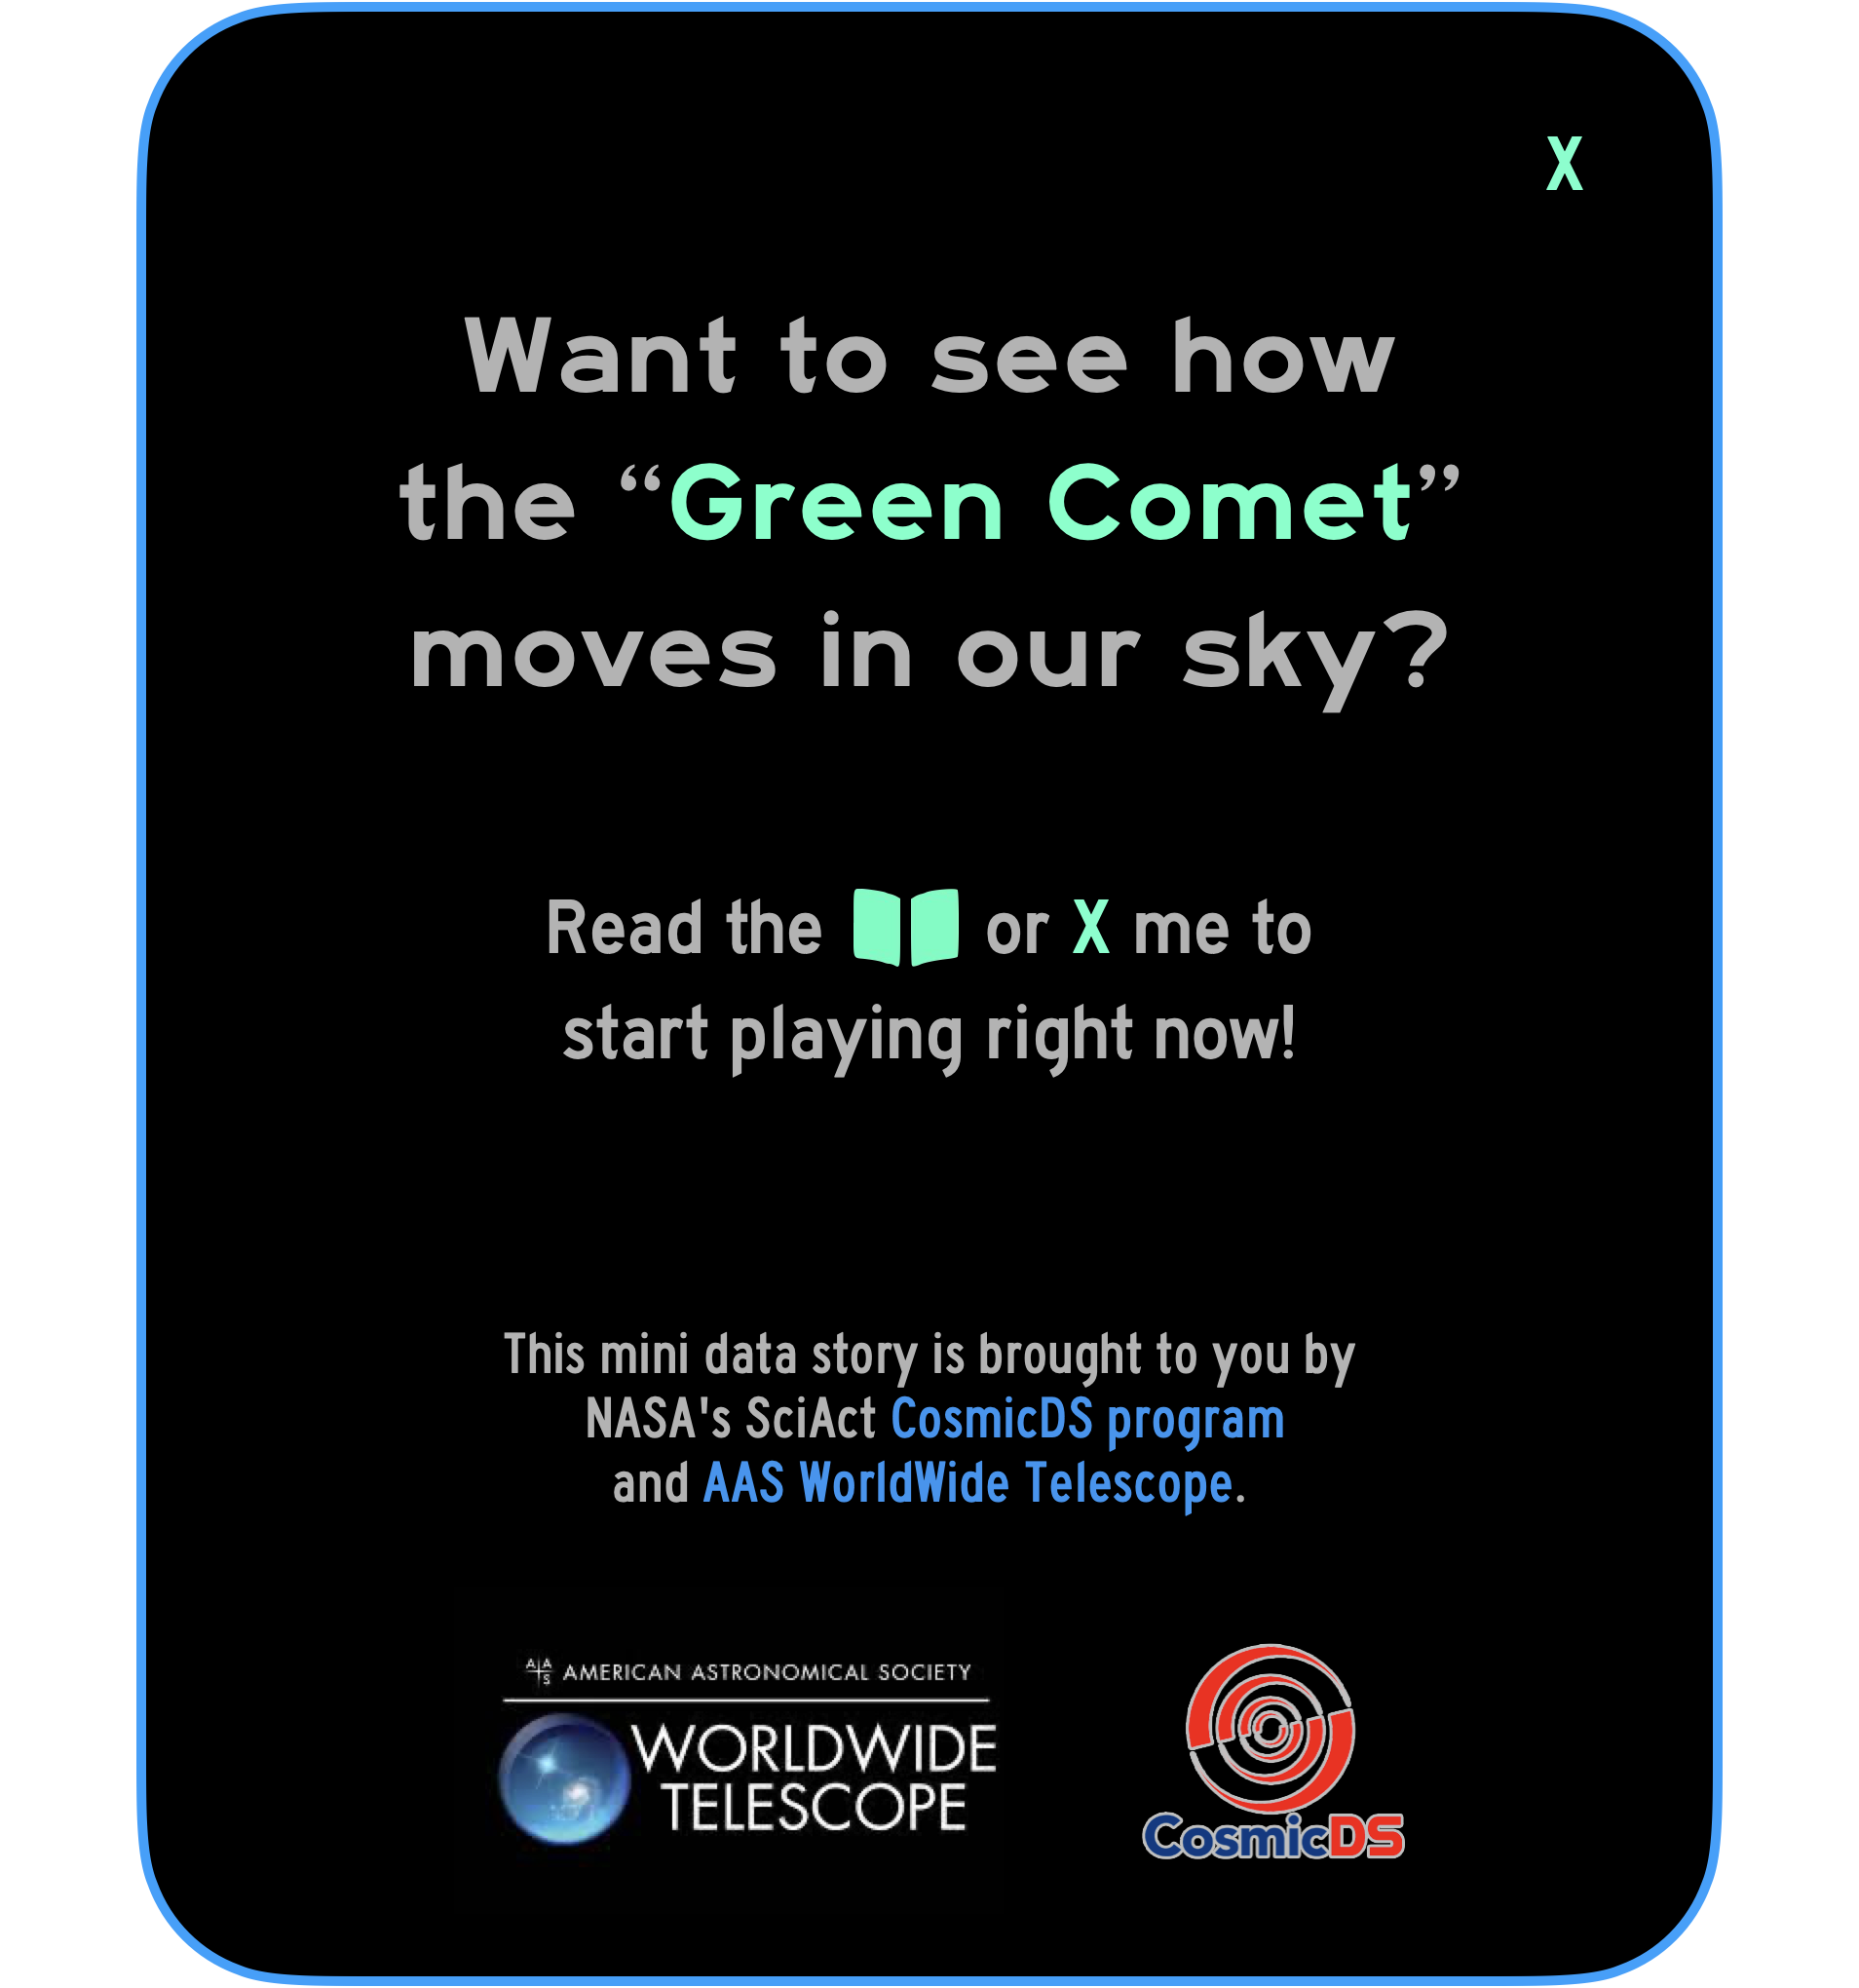 X
Want to see how
the “Green Comet”
moves in our sky?
Read the or X me to
start playing right now!
This mini data story is brought to you by
NASA's SciAct CosmicDS program
and AAS WorldWide Telescope.
AAS AMERICAN ASTRONOMICAL SOCIETY
WORLDWIDE
TELESCOPE
CosmicDS